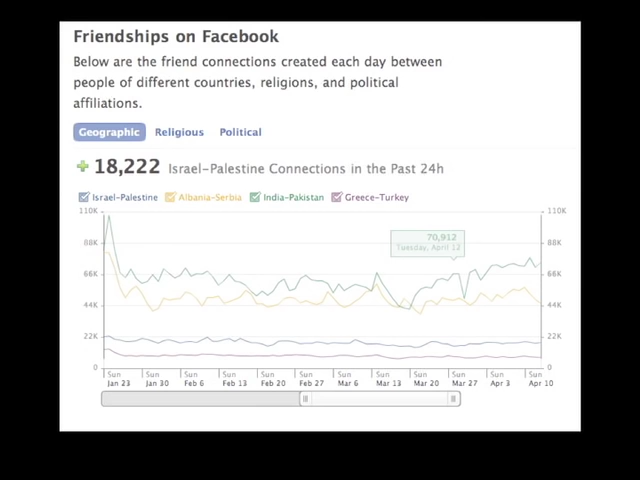 Friendships on Facebook
Below are the friend connections created each day between
people of different countries, religions, and political
affiliations.
Geographic Religious Political
18,222 Israel-Palestine Connections in the Past 24h
Israel-Palestine Albania-Serbia India-Pakistan Greece-Turkey
110K 110K
88K 88K
70,912
Tuesday, April 12
66K 66K
44K 44K
22K 22K
0 0
Sun Sun Sun Sun Sun Sun Sun Sun Sun Sun Sun Sun
Jan 23 Jan 30 Feb 6 Feb 13 Feb 20 Feb 27 Mar 6 Mar 13 Mar 20 Mar 27 Apr 3 Apr 10